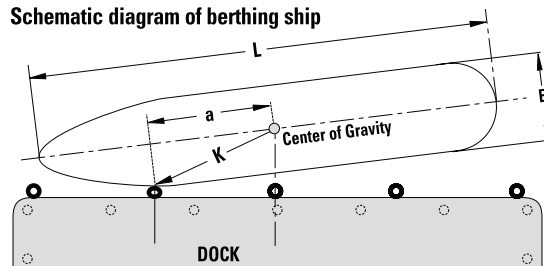 Schematic diagram of berthing ship
L
B
a
Center of Gravity
K
DOCK